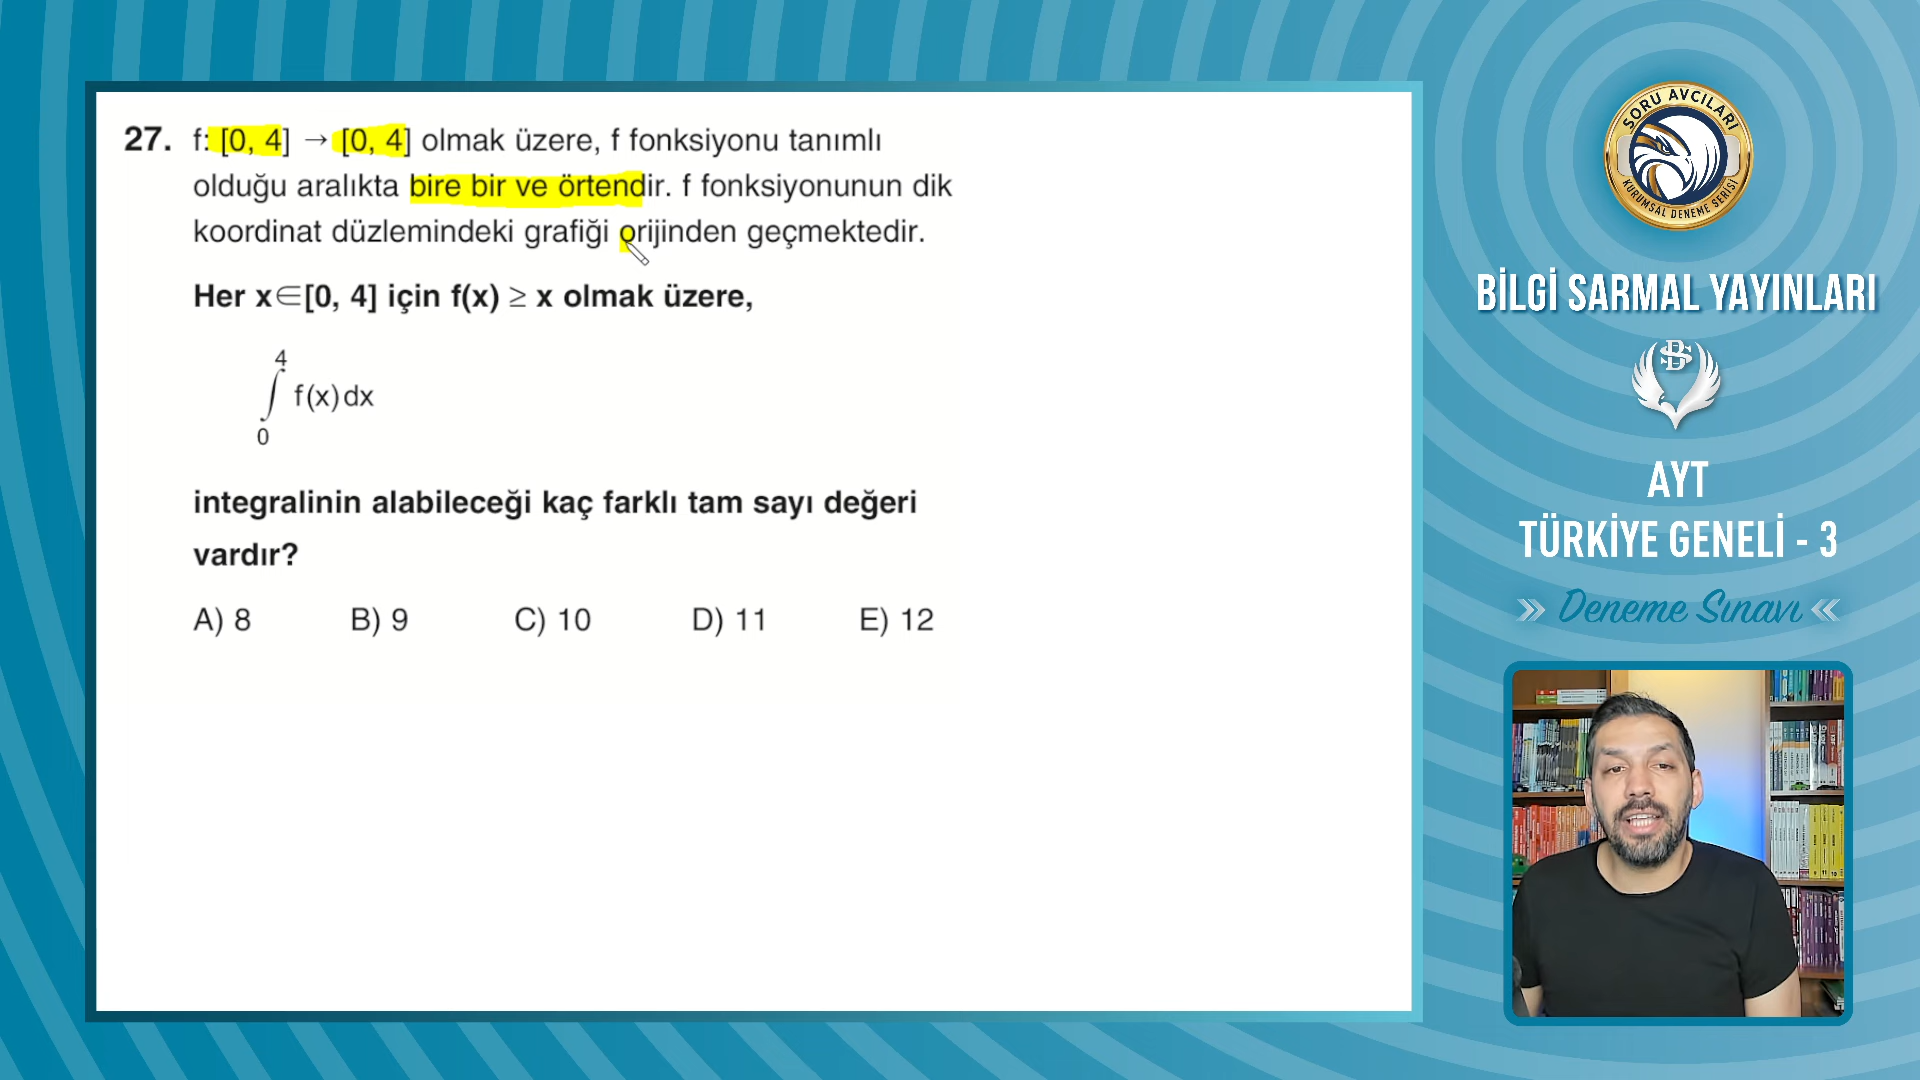 27. f: [0, 4] → [0, 4] olmak üzere, f fonksiyonu tanımlı
olduğu aralıkta bire bir ve örtendir. f fonksiyonunun dik
koordinat düzlemindeki grafiği orijinden geçmektedir.
Her x∈[0, 4] için f(x) ≥ x olmak üzere,
4
∫ f(x) dx
0
integralinin alabileceği kaç farklı tam sayı değeri
vardır?
A) 8 B) 9 C) 10 D) 11 E) 12
SORU AVCILARI
KURUMSAL DENEME SERİSİ
BİLGİ SARMAL YAYINLARI
BS
AYT
TÜRKİYE GENELİ - 3
Deneme Sınavı